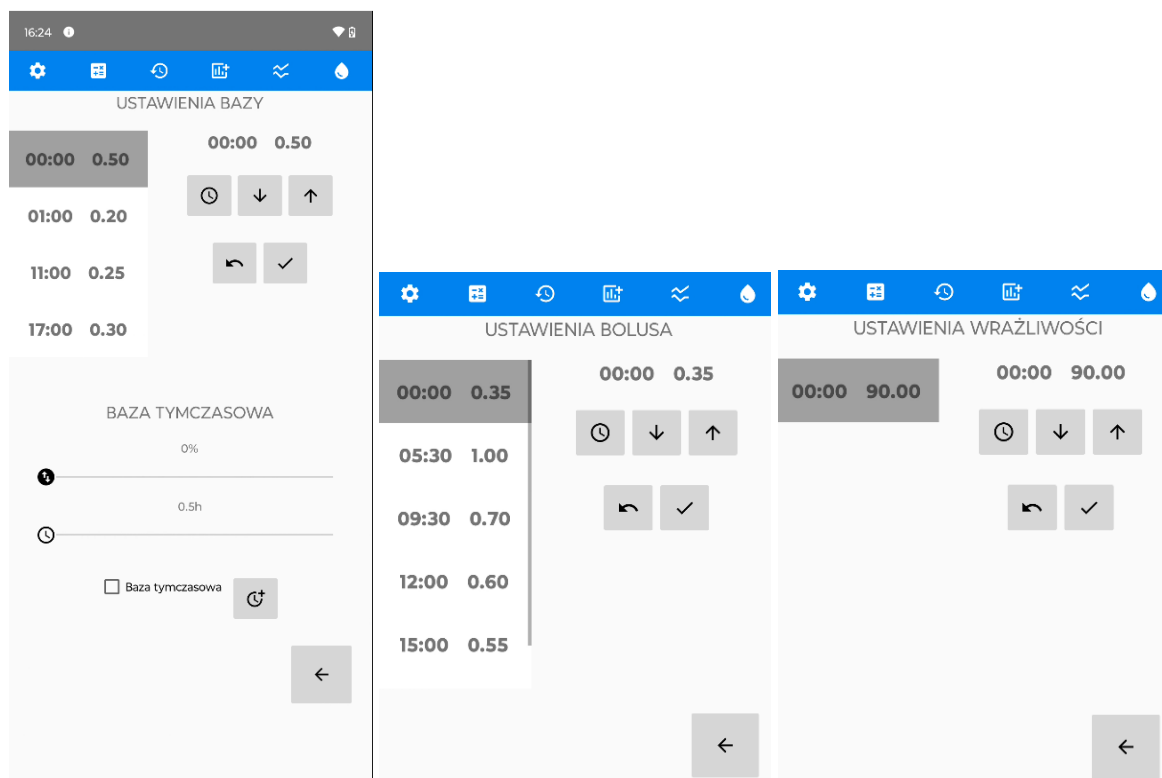 16:24
USTAWIENIA BAZY
00:00 0.50
01:00 0.20
11:00 0.25
17:00 0.30
00:00 0.50
BAZA TYMCZASOWA
0%
0.5h
Baza tymczasowa
USTAWIENIA BOLUSA
00:00 0.35
05:30 1.00
09:30 0.70
12:00 0.60
15:00 0.55
00:00 0.35
USTAWIENIA WRAŻLIWOŚCI
00:00 90.00
00:00 90.00